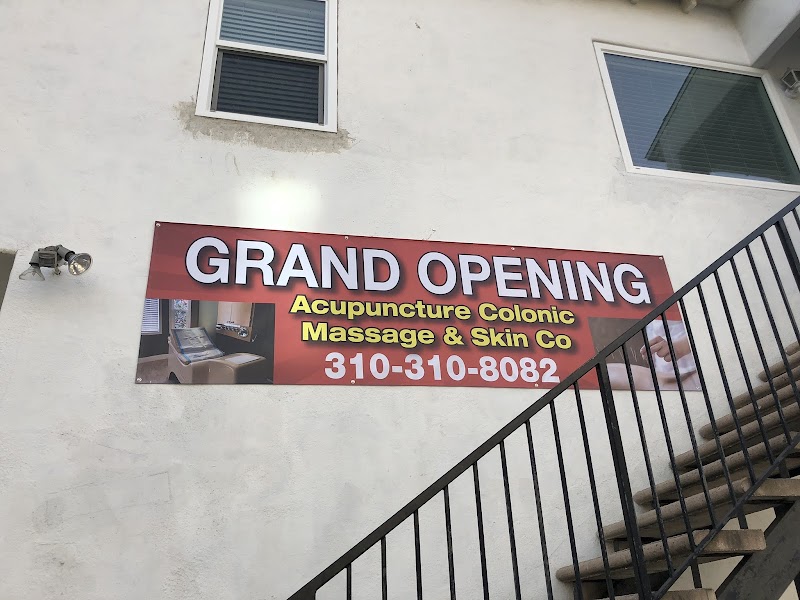 GRAND OPENING
Acupuncture Colonic
Massage & Skin Co
310-310-8082